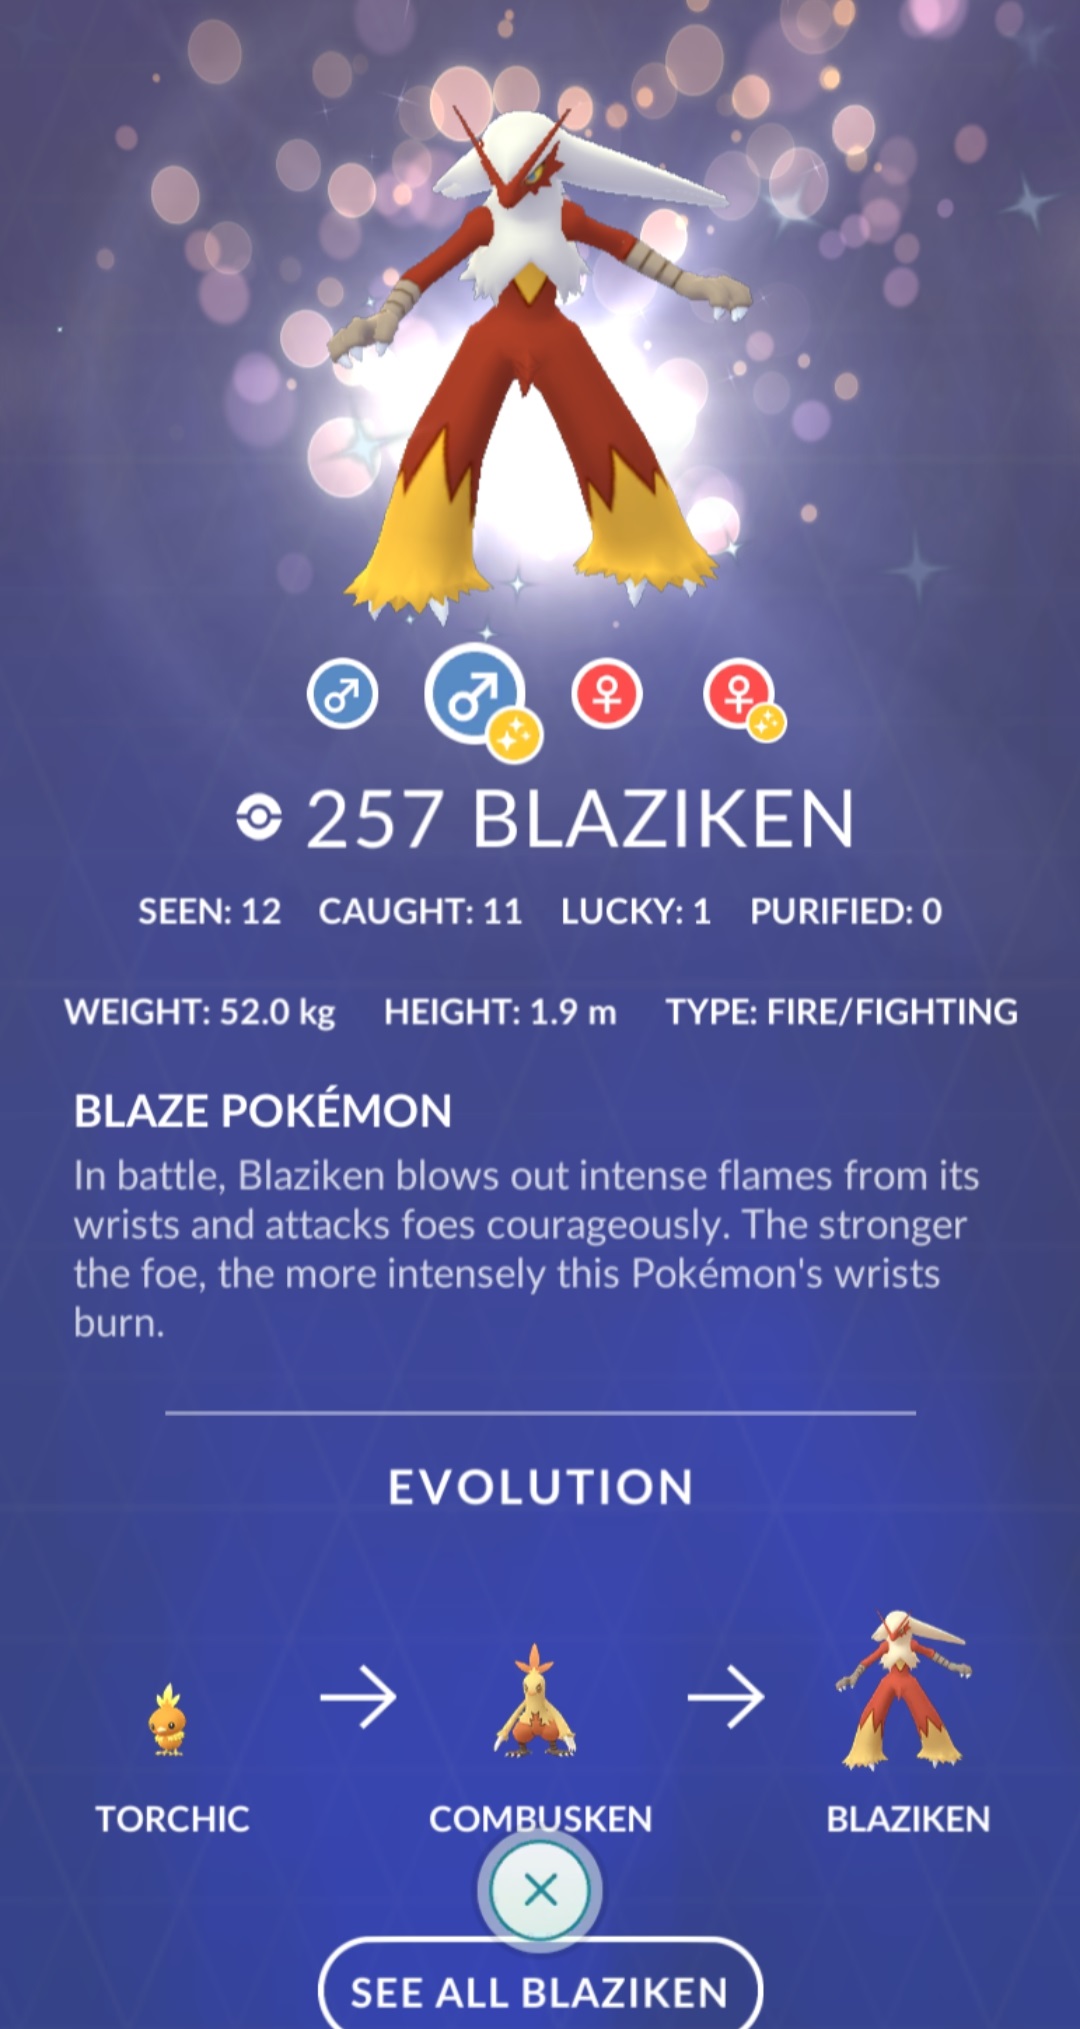 257 BLAZIKEN
SEEN: 12 CAUGHT: 11 LUCKY: 1 PURIFIED: 0
WEIGHT: 52.0 kg HEIGHT: 1.9 m TYPE: FIRE/FIGHTING
BLAZE POKÉMON
In battle, Blaziken blows out intense flames from its
wrists and attacks foes courageously. The stronger
the foe, the more intensely this Pokémon's wrists
burn.
EVOLUTION
TORCHIC COMBUSKEN BLAZIKEN
SEE ALL BLAZIKEN